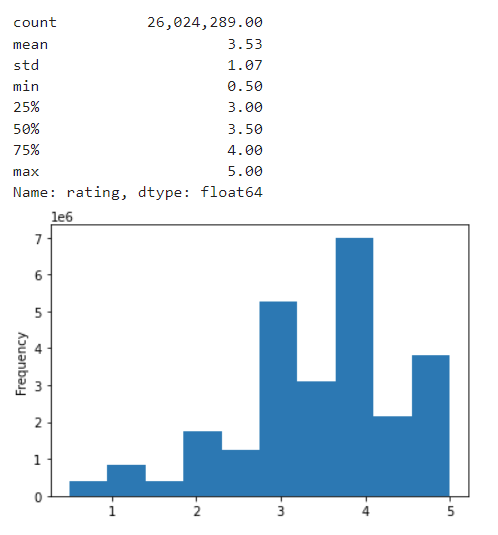 count 26,024,289.00
mean 3.53
std 1.07
min 0.50
25% 3.00
50% 3.50
75% 4.00
max 5.00
Name: rating, dtype: float64
1e6
7
6
5
4
3
2
1
0
Frequency
1 2 3 4 5